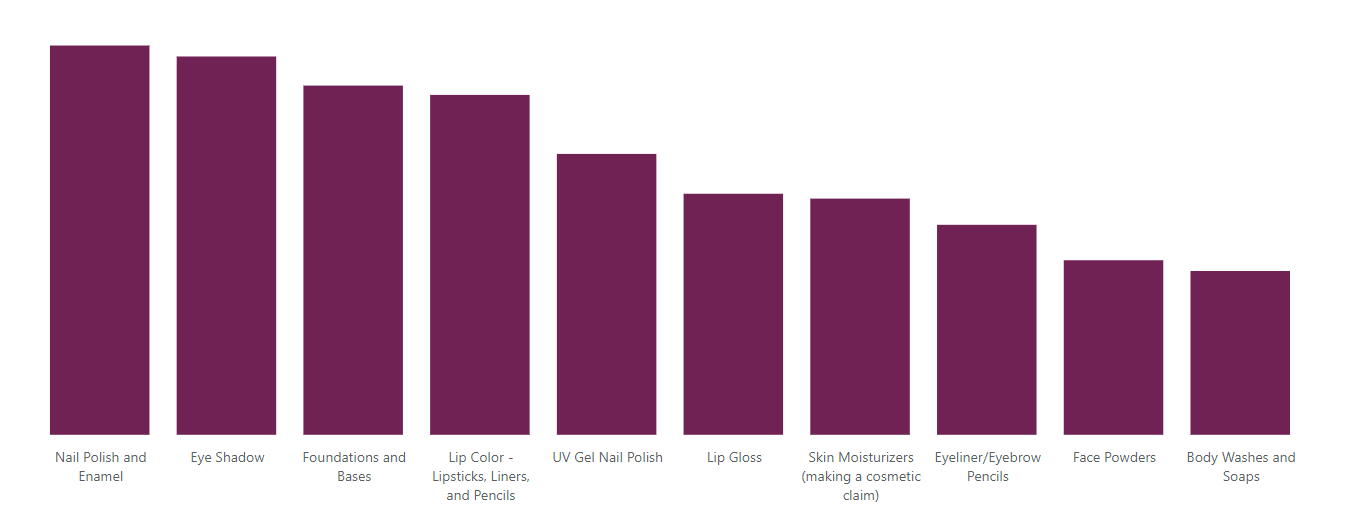 Nail Polish and
Enamel
Eye Shadow
Foundations and
Bases
Lip Color -
Lipsticks, Liners,
and Pencils
UV Gel Nail Polish
Lip Gloss
Skin Moisturizers
(making a cosmetic
claim)
Eyeliner/Eyebrow
Pencils
Face Powders
Body Washes and
Soaps